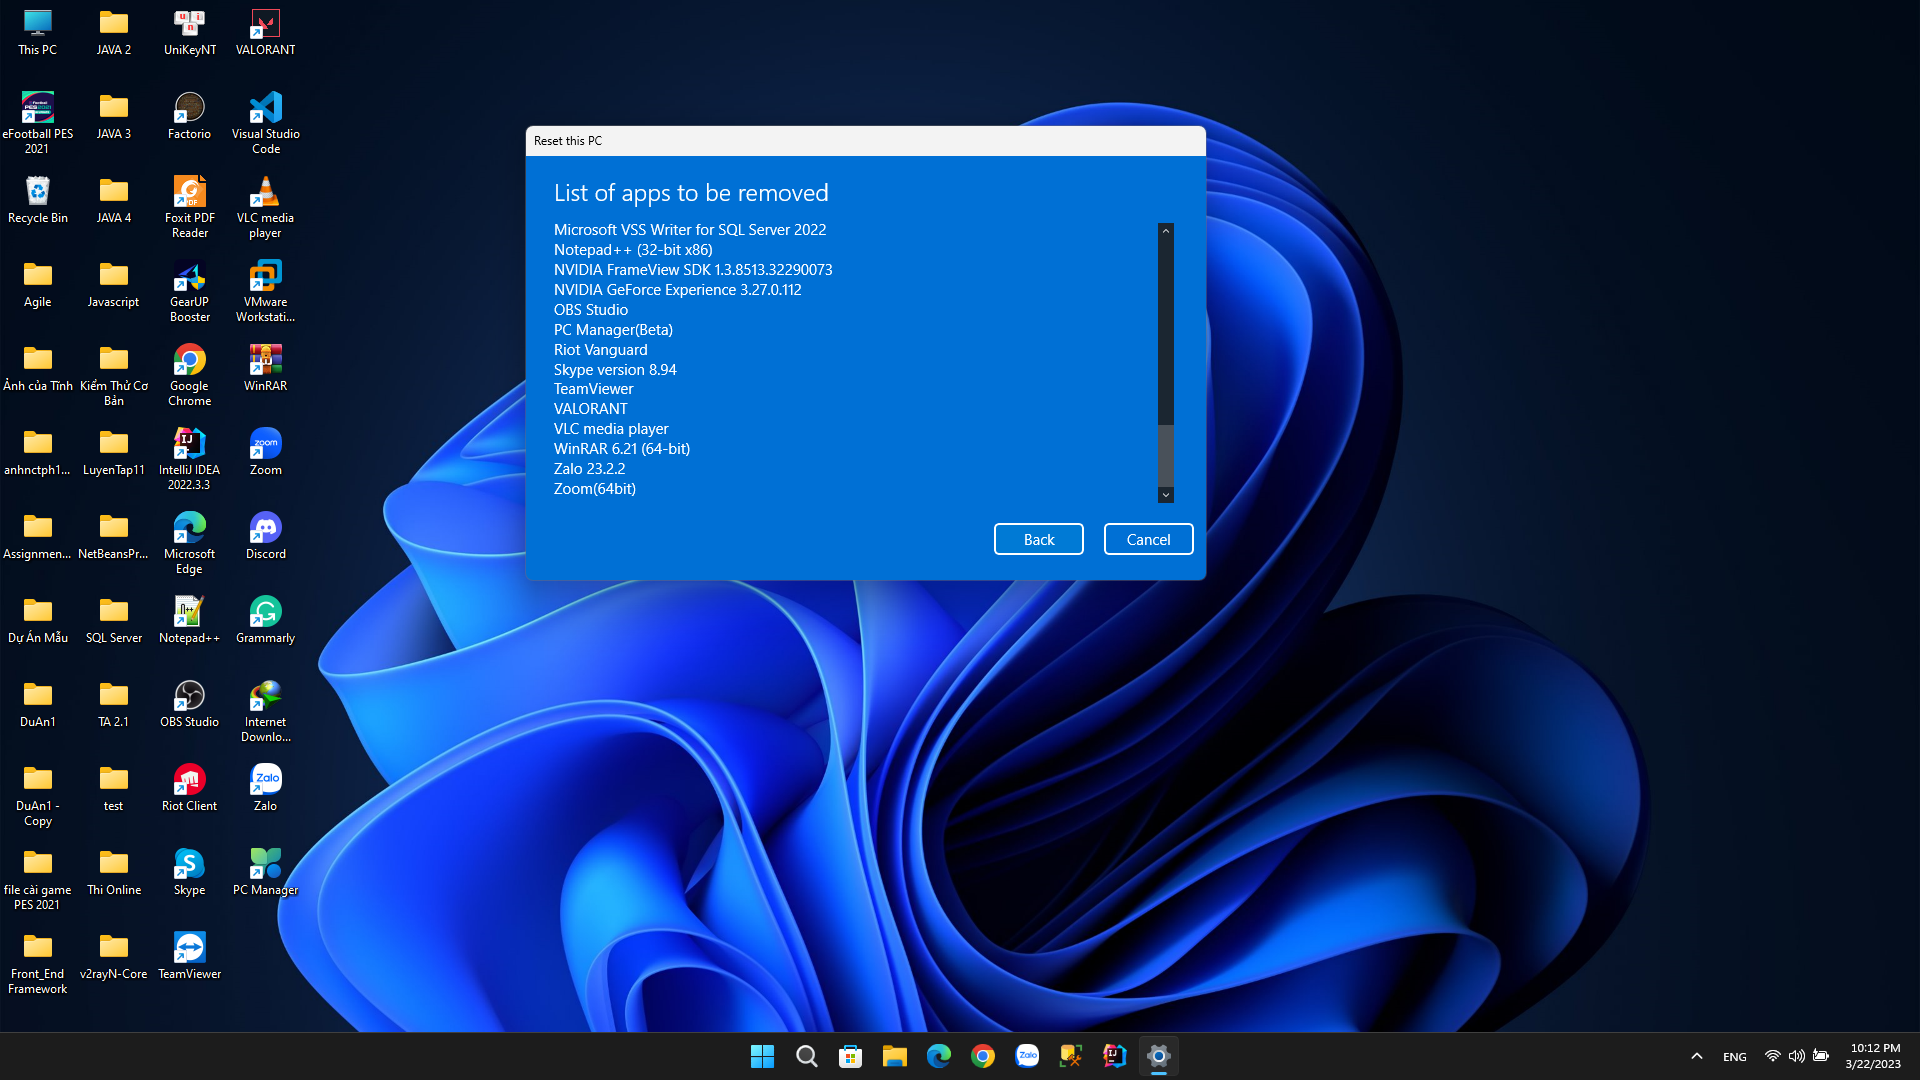 This PC
JAVA 2
UniKeyNT
VALORANT
eFootball PES
2021
JAVA 3
Factorio
Visual Studio
Code
Recycle Bin
JAVA 4
Foxit PDF
Reader
VLC media
player
Agile
Javascript
GearUP
Booster
VMware
Workstati...
Ảnh của Tính
Kiểm Thử Cơ
Bản
Google
Chrome
WinRAR
anhnctph1...
LuyenTap11
IntelliJ IDEA
2022.3.3
Zoom
Assignmen...
NetBeansPr...
Microsoft
Edge
Discord
Dự Án Mẫu
SQL Server
Notepad++
Grammarly
DuAn1
TA 2.1
OBS Studio
Internet
Downlo...
DuAn1 -
Copy
test
Riot Client
Zalo
file cài game
PES 2021
Thi Online
Skype
PC Manager
Front_End
Framework
v2rayN-Core
TeamViewer
Reset this PC
List of apps to be removed
Microsoft VSS Writer for SQL Server 2022
Notepad++ (32-bit x86)
NVIDIA FrameView SDK 1.3.8513.32290073
NVIDIA GeForce Experience 3.27.0.112
OBS Studio
PC Manager(Beta)
Riot Vanguard
Skype version 8.94
TeamViewer
VALORANT
VLC media player
WinRAR 6.21 (64-bit)
Zalo 23.2.2
Zoom(64bit)
Back
Cancel
ENG
10:12 PM
3/22/2023